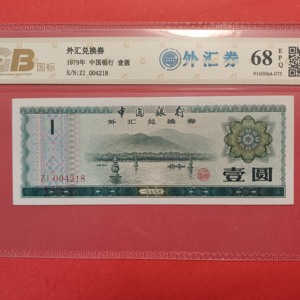 GB 国标
外汇兑换券
1979年 中国银行 壹圆
S/N:ZI 004218
外汇券
68 EPQ
中国银行
外汇兑换券
1
ZI 004218
壹圆
一九七九年